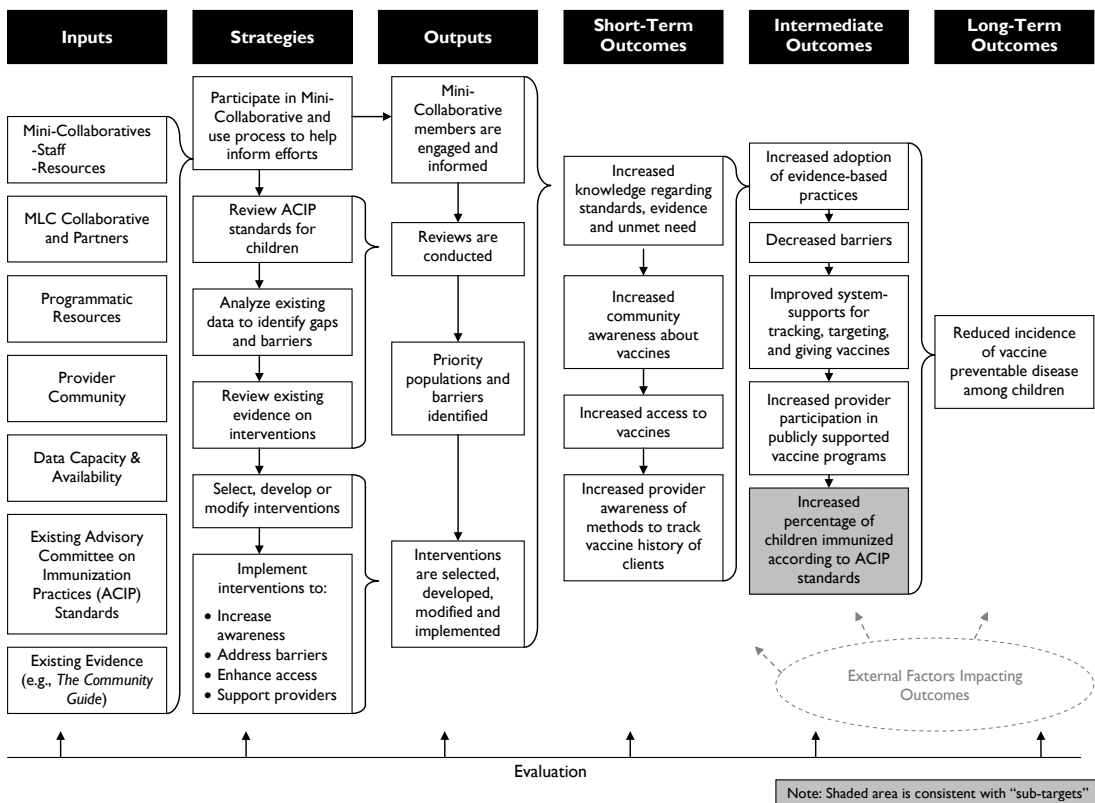 Inputs
Strategies
Outputs
Short-Term
Outcomes
Intermediate
Outcomes
Long-Term
Outcomes
Mini-Collaboratives
-Staff
-Resources
MLC Collaborative
and Partners
Programmatic
Resources
Provider
Community
Data Capacity &
Availability
Existing Advisory
Committee on
Immunization
Practices (ACIP)
Standards
Existing Evidence
(e.g., The Community
Guide)
Participate in Mini-
Collaborative and
use process to help
inform efforts
Review ACIP
standards for
children
Analyze existing
data to identify gaps
and barriers
Review existing
evidence on
interventions
Select, develop or
modify interventions
Implement
interventions to:
• Increase
awareness
• Address barriers
• Enhance access
• Support providers
Mini-
Collaborative
members are
engaged and
informed
Reviews are
conducted
Priority
populations and
barriers
identified
Interventions
are selected,
developed,
modified and
implemented
Increased
knowledge regarding
standards, evidence
and unmet need
Increased
community
awareness about
vaccines
Increased access to
vaccines
Increased provider
awareness of
methods to track
vaccine history of
clients
Increased adoption
of evidence-based
practices
Decreased barriers
Improved system-
supports for
tracking, targeting,
and giving vaccines
Increased provider
participation in
publicly supported
vaccine programs
Increased
percentage of
children immunized
according to ACIP
standards
Reduced incidence
of vaccine
preventable disease
among children
External Factors Impacting
Outcomes
Evaluation
Note: Shaded area is consistent with “sub-targets”